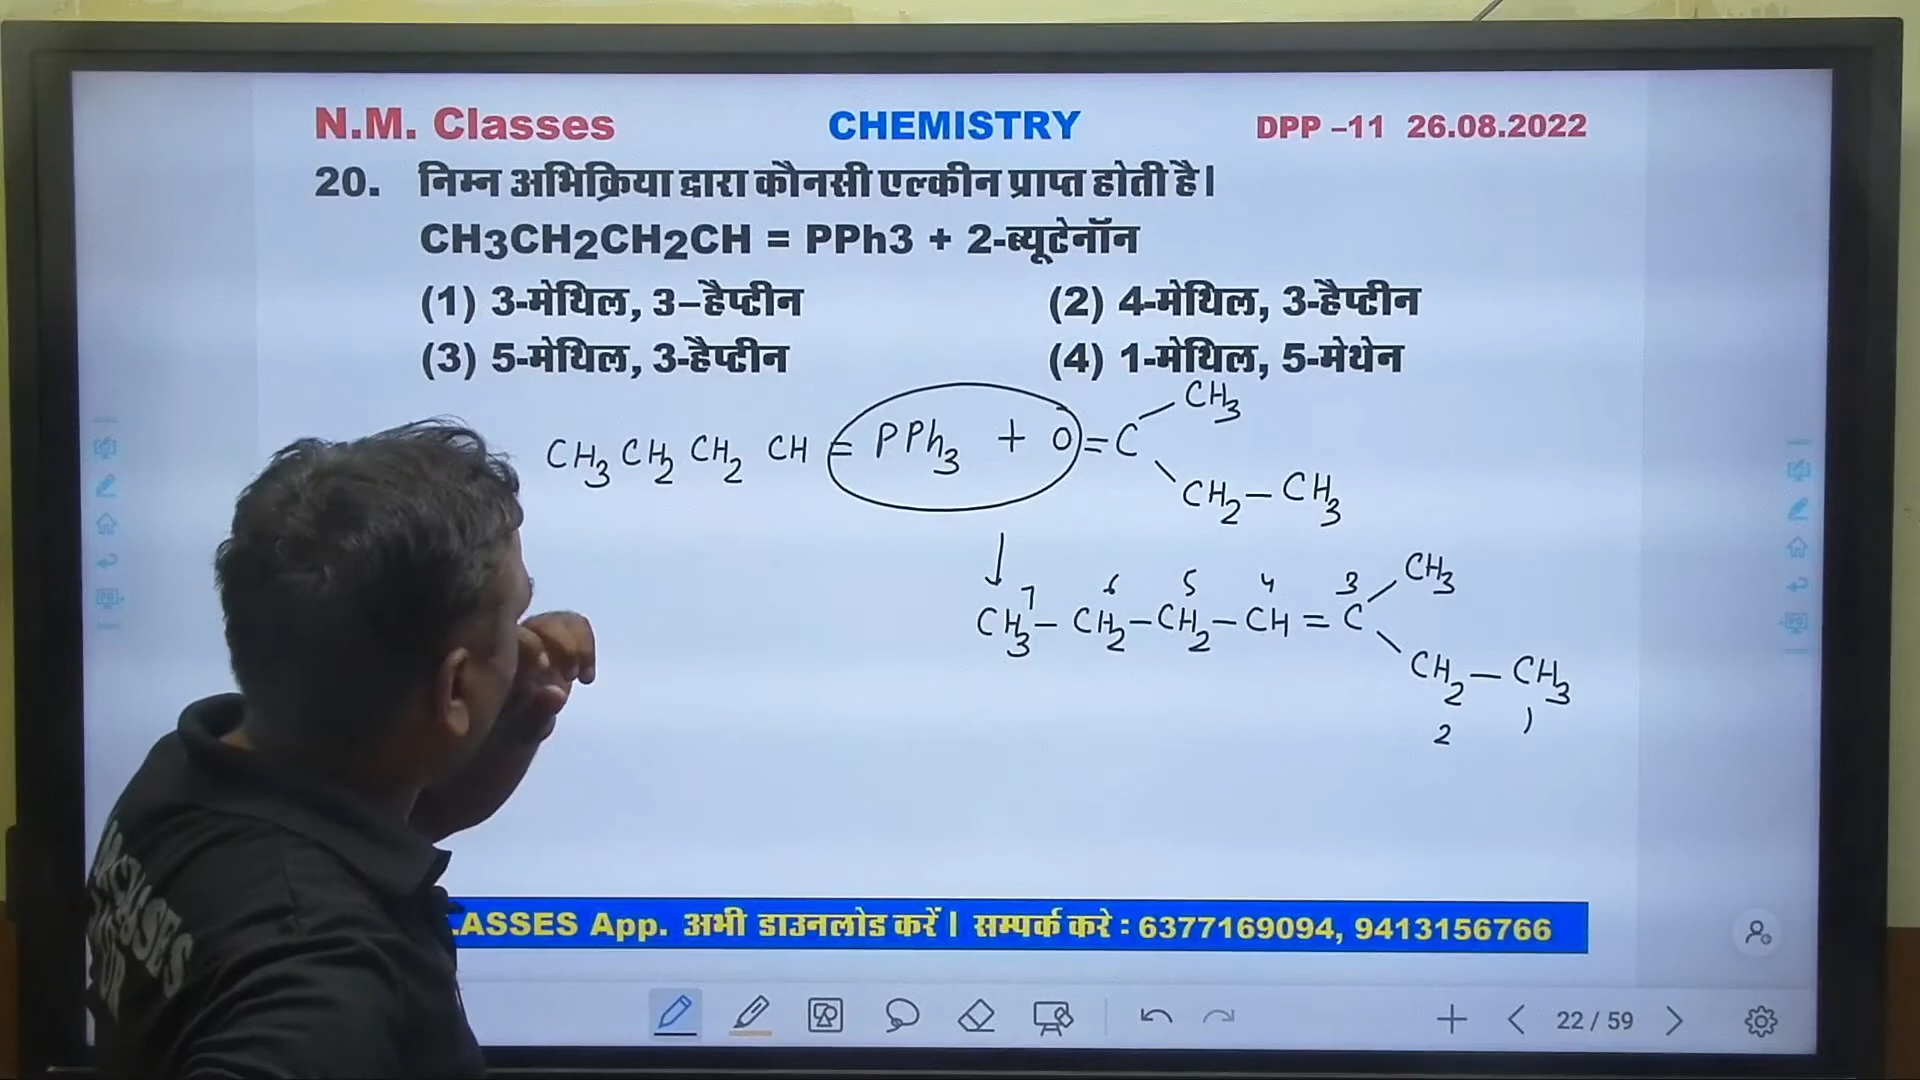 N.M. Classes CHEMISTRY DPP –11 26.08.2022
20. निम्न अभिक्रिया द्वारा कौनसी एल्कीन प्राप्त होती है।
CH3CH2CH2CH = PPh3 + 2-ब्यूटेनॉन
(1) 3-मेथिल, 3–हैप्टीन (2) 4-मेथिल, 3-हैप्टीन
(3) 5-मेथिल, 3-हैप्टीन (4) 1-मेथिल, 5-मेथेन
CH3
CH3 CH2 CH2 CH = PPh3 + O = C
CH2 – CH3
7 6 5 4 3 CH3
CH3 – CH2 – CH2 – CH = C
CH2 – CH3
2 1
LASSES App. अभी डाउनलोड करें। सम्पर्क करे : 6377169094, 9413156766
22 / 59